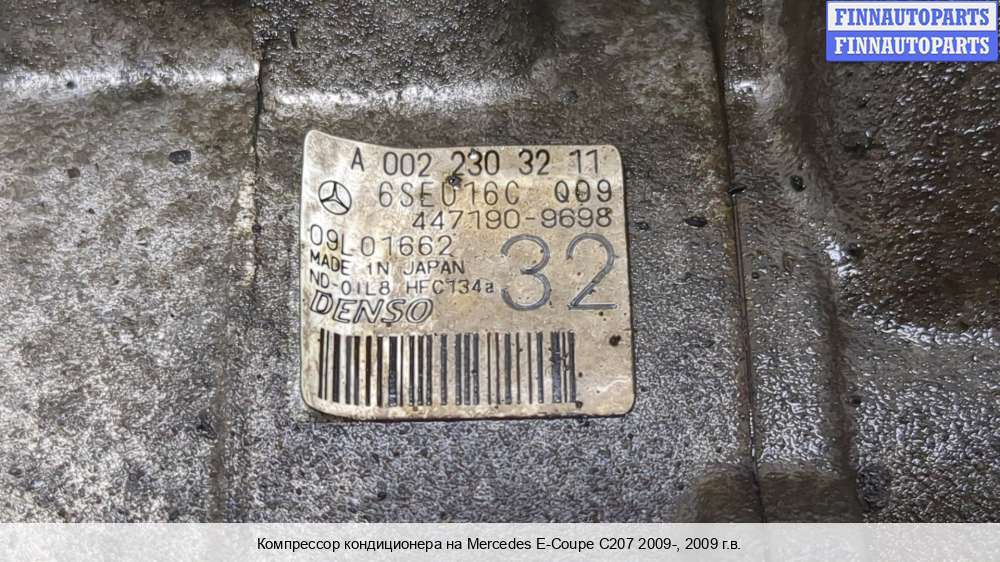 FINNAUTOPARTS
FINNAUTOPARTS
A 002 230 32 11
6SEU16C Q09
447190-9698
09L01662
32
MADE IN JAPAN
ND-OIL8 HFC134a
DENSO
Компрессор кондиционера на Mercedes E-Coupe C207 2009-, 2009 г.в.